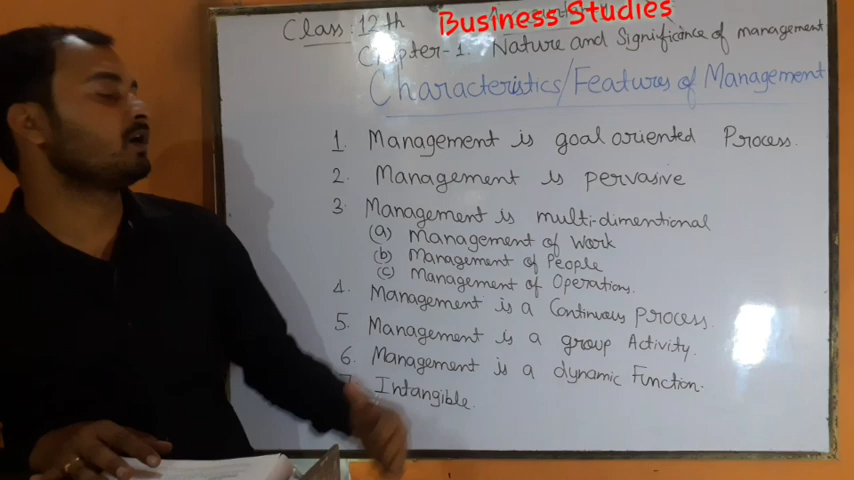 Class: 12th Business Studies
Chapter-1. Nature and Significance of management
Characteristics/Features of Management
1. Management is goal oriented Process.
2. Management is pervasive
3. Management is multi-dimentional
(a) Management of Work
(b) Management of People
(c) Management of Operations.
4. Management is a Continuous Process.
5. Management is a group Activity.
6. Management is a dynamic Function.
7. Intangible.